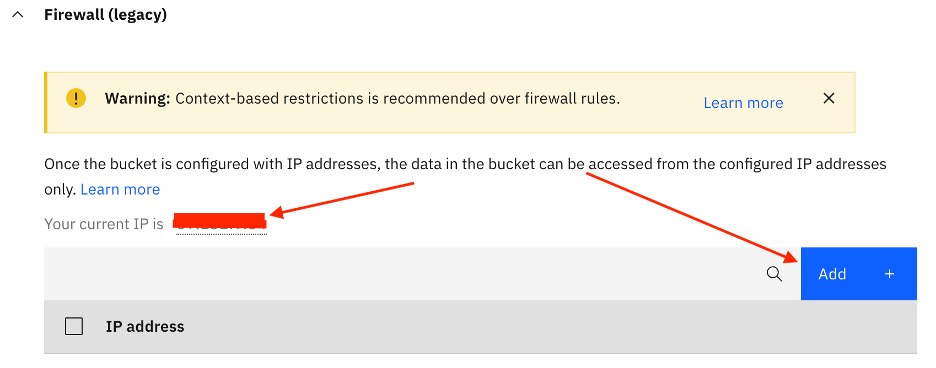 Firewall (legacy)
Warning: Context-based restrictions is recommended over firewall rules.
Learn more
Once the bucket is configured with IP addresses, the data in the bucket can be accessed from the configured IP addresses
only. Learn more
Your current IP is
Add +
IP address